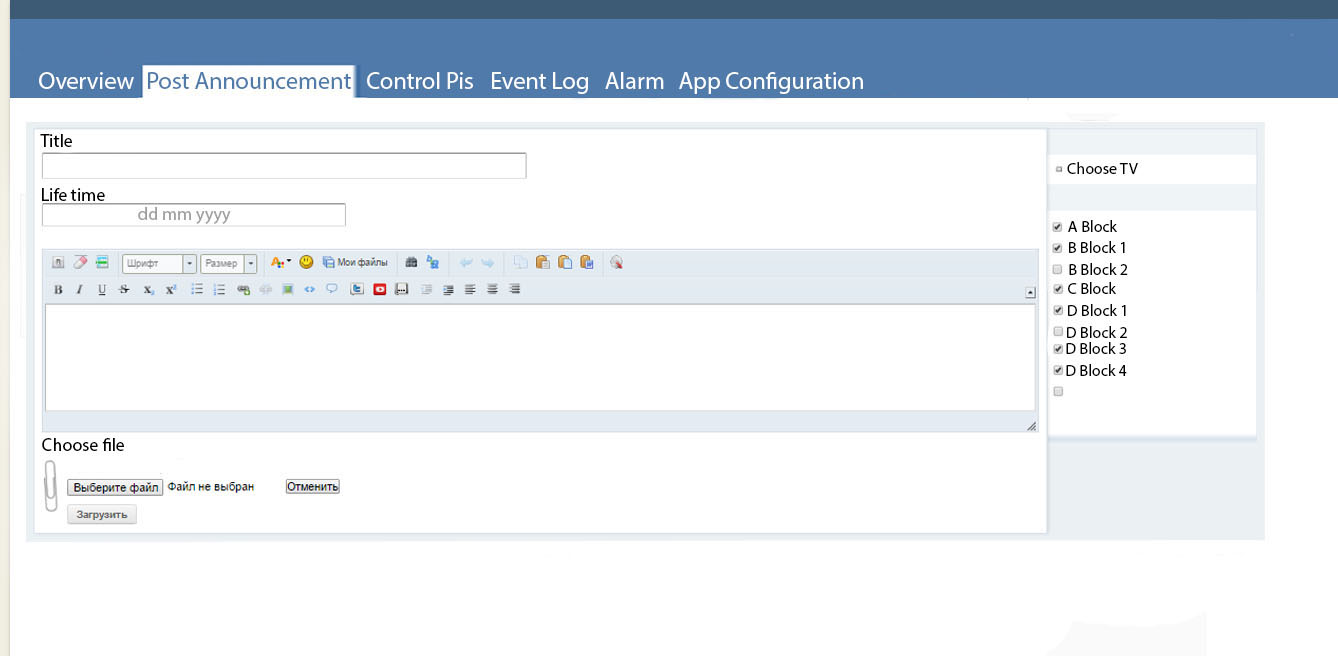 Overview Post Announcement Control Pis Event Log Alarm App Configuration
Title
Life time
dd mm yyyy
Шрифт Размер Мои файлы
B I U S X₂ X²
Choose file
Выберите файл Файл не выбран Отменить
Загрузить
Choose TV
A Block
B Block 1
B Block 2
C Block
D Block 1
D Block 2
D Block 3
D Block 4